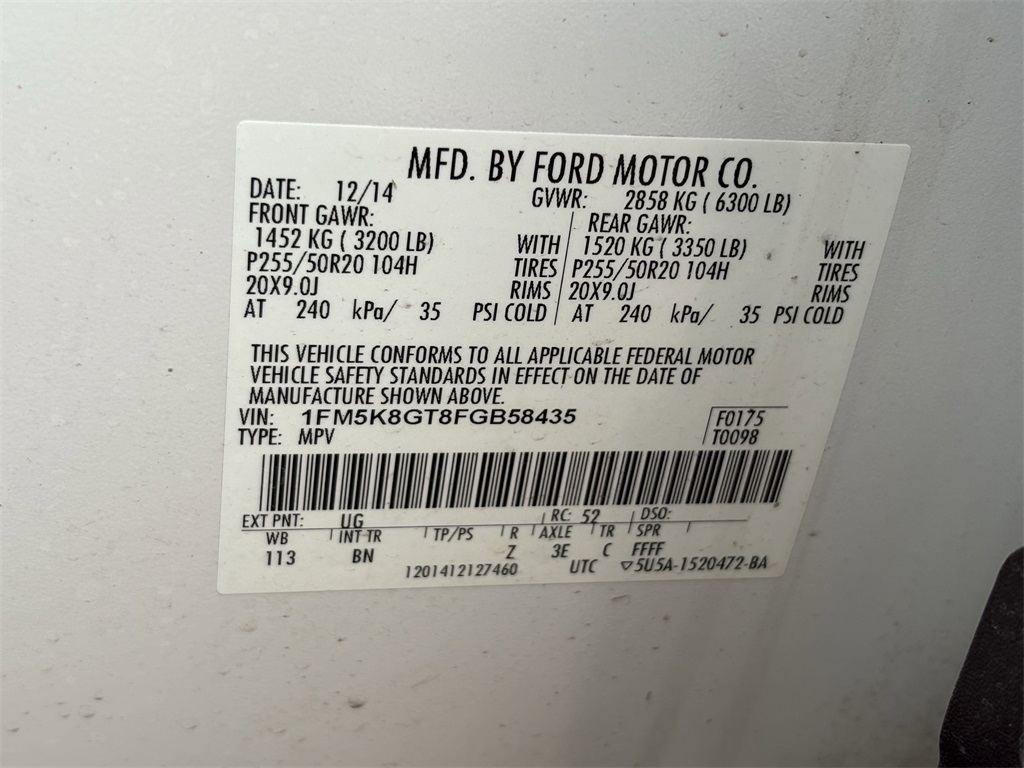 MFD. BY FORD MOTOR CO.
DATE: 12/14 GVWR: 2858 KG ( 6300 LB)
FRONT GAWR: REAR GAWR:
1452 KG ( 3200 LB) WITH 1520 KG ( 3350 LB) WITH
P255/50R20 104H TIRES P255/50R20 104H TIRES
20X9.0J RIMS 20X9.0J RIMS
AT 240 kPa/ 35 PSI COLD AT 240 kPa/ 35 PSI COLD
THIS VEHICLE CONFORMS TO ALL APPLICABLE FEDERAL MOTOR
VEHICLE SAFETY STANDARDS IN EFFECT ON THE DATE OF
MANUFACTURE SHOWN ABOVE.
VIN: 1FM5K8GT8FGB58435 F0175
TYPE: MPV T0098
EXT PNT: UG RC: 52 DSO:
WB INT TR TP/PS R AXLE TR SPR
113 BN Z 3E C FFFF
1201412127460 UTC ▽5U5A-1520472-BA